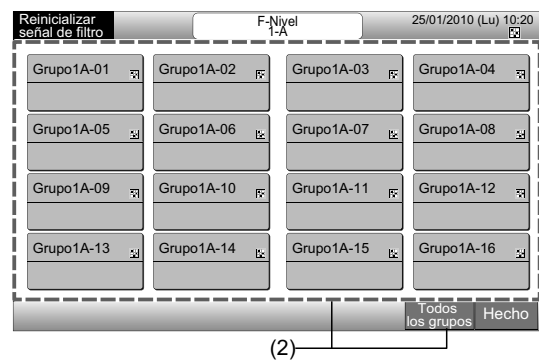 Reinicializar
señal de filtro
F-Nivel
1-A
25/01/2010 (Lu) 10:20
Grupo1A-01
Grupo1A-02
Grupo1A-03
Grupo1A-04
Grupo1A-05
Grupo1A-06
Grupo1A-07
Grupo1A-08
Grupo1A-09
Grupo1A-10
Grupo1A-11
Grupo1A-12
Grupo1A-13
Grupo1A-14
Grupo1A-15
Grupo1A-16
Todos
los grupos
Hecho
(2)